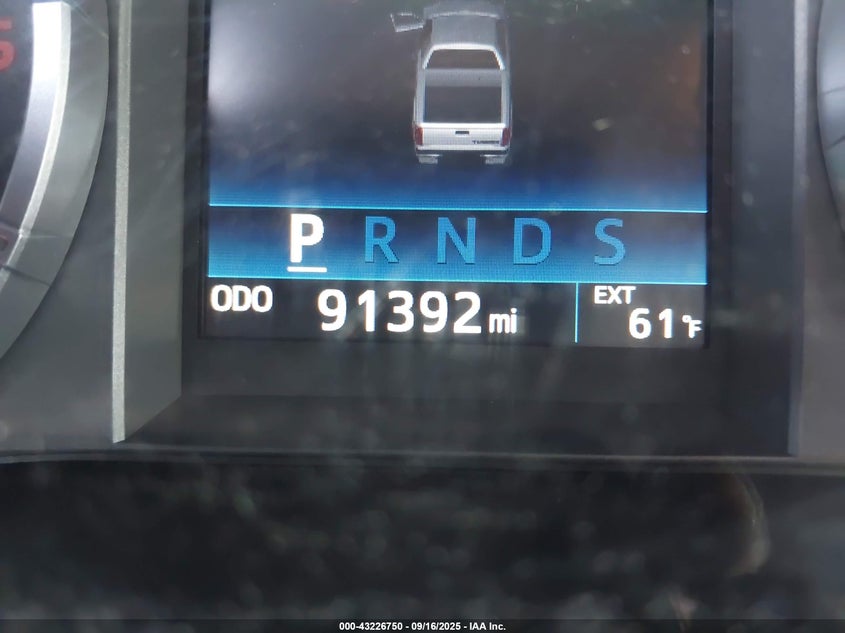 P R N D S
ODO 91392 mi EXT 61°F
000-43226750 - 09/16/2025 - IAA Inc.